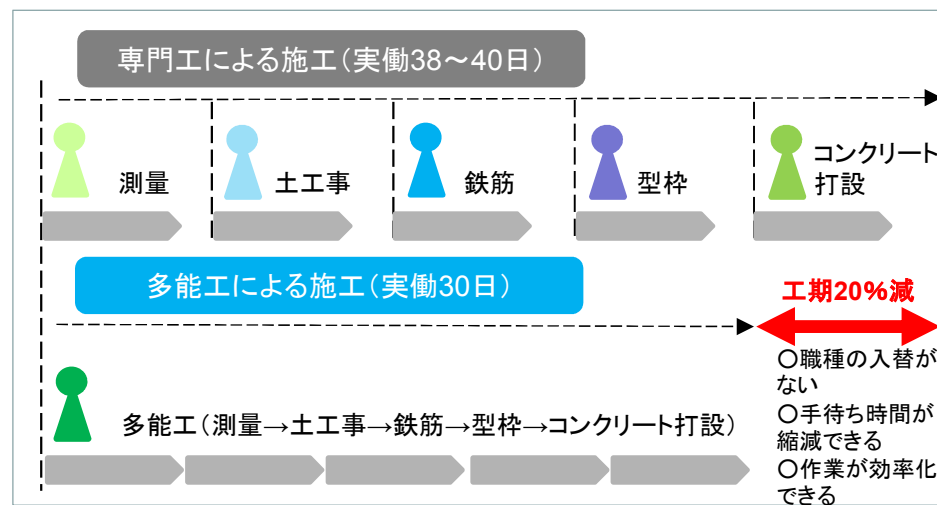 専門工による施工（実働38～40日）
測量
土工事
鉄筋
型枠
コンクリート
打設
多能工による施工（実働30日）
工期20%減
多能工（測量→土工事→鉄筋→型枠→コンクリート打設）
〇職種の入替が
ない
〇手待ち時間が
縮減できる
〇作業が効率化
できる